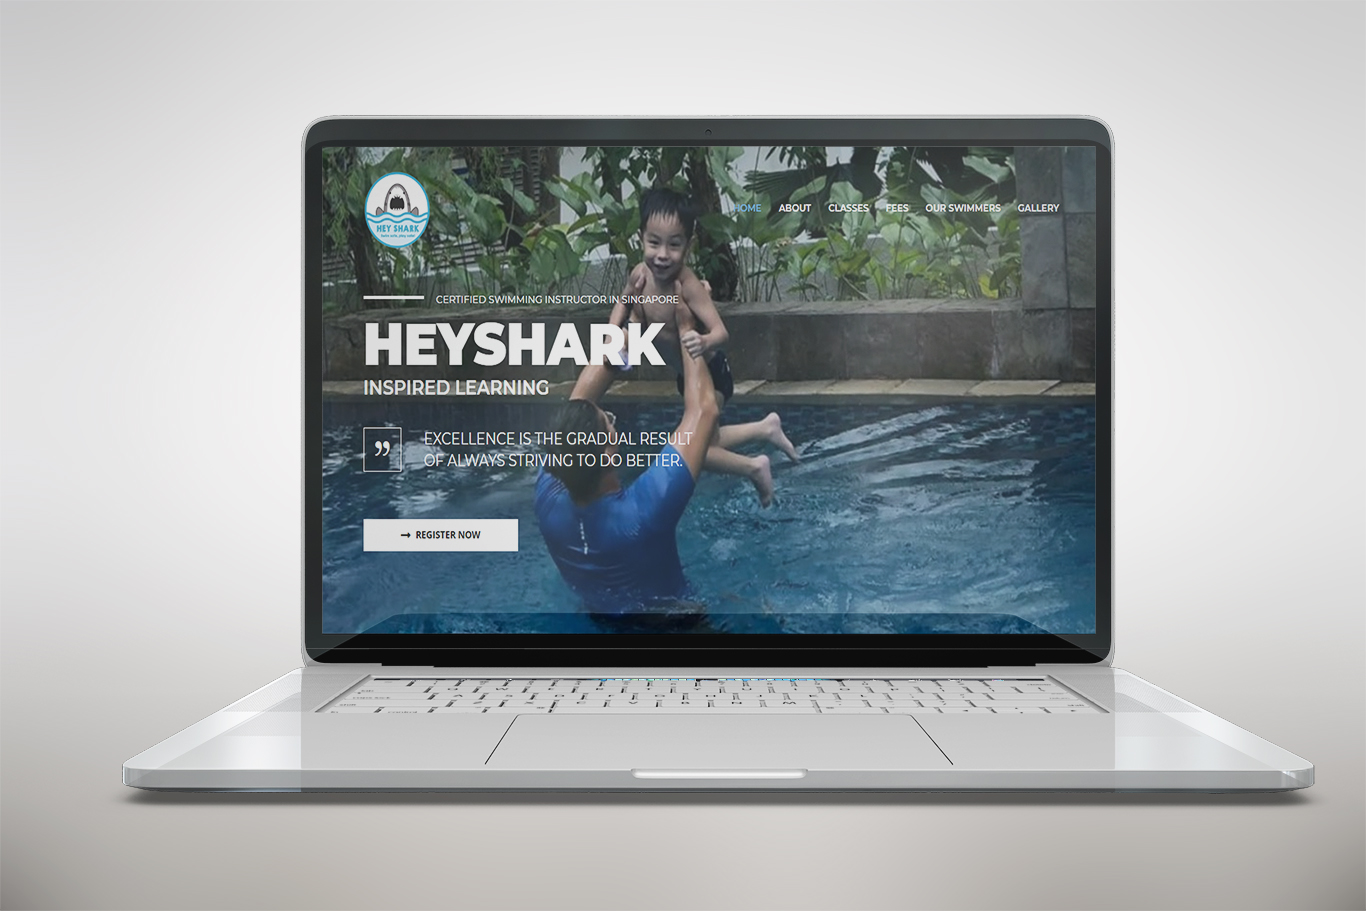 HEY SHARK
HOME ABOUT CLASSES FEES OUR SWIMMERS GALLERY
CERTIFIED SWIMMING INSTRUCTOR IN SINGAPORE
HEYSHARK
INSPIRED LEARNING
” EXCELLENCE IS THE GRADUAL RESULT
OF ALWAYS STRIVING TO DO BETTER.
→ REGISTER NOW